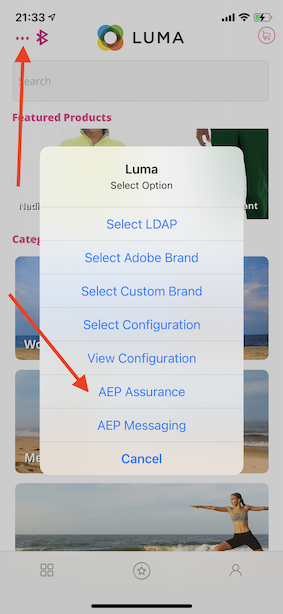 21:33
LUMA
Search
Featured Products
Nadi
ant
Luma
Select Option
Categ
Select LDAP
Select Adobe Brand
Select Custom Brand
Select Configuration
Wo
View Configuration
AEP Assurance
AEP Messaging
Me
Cancel